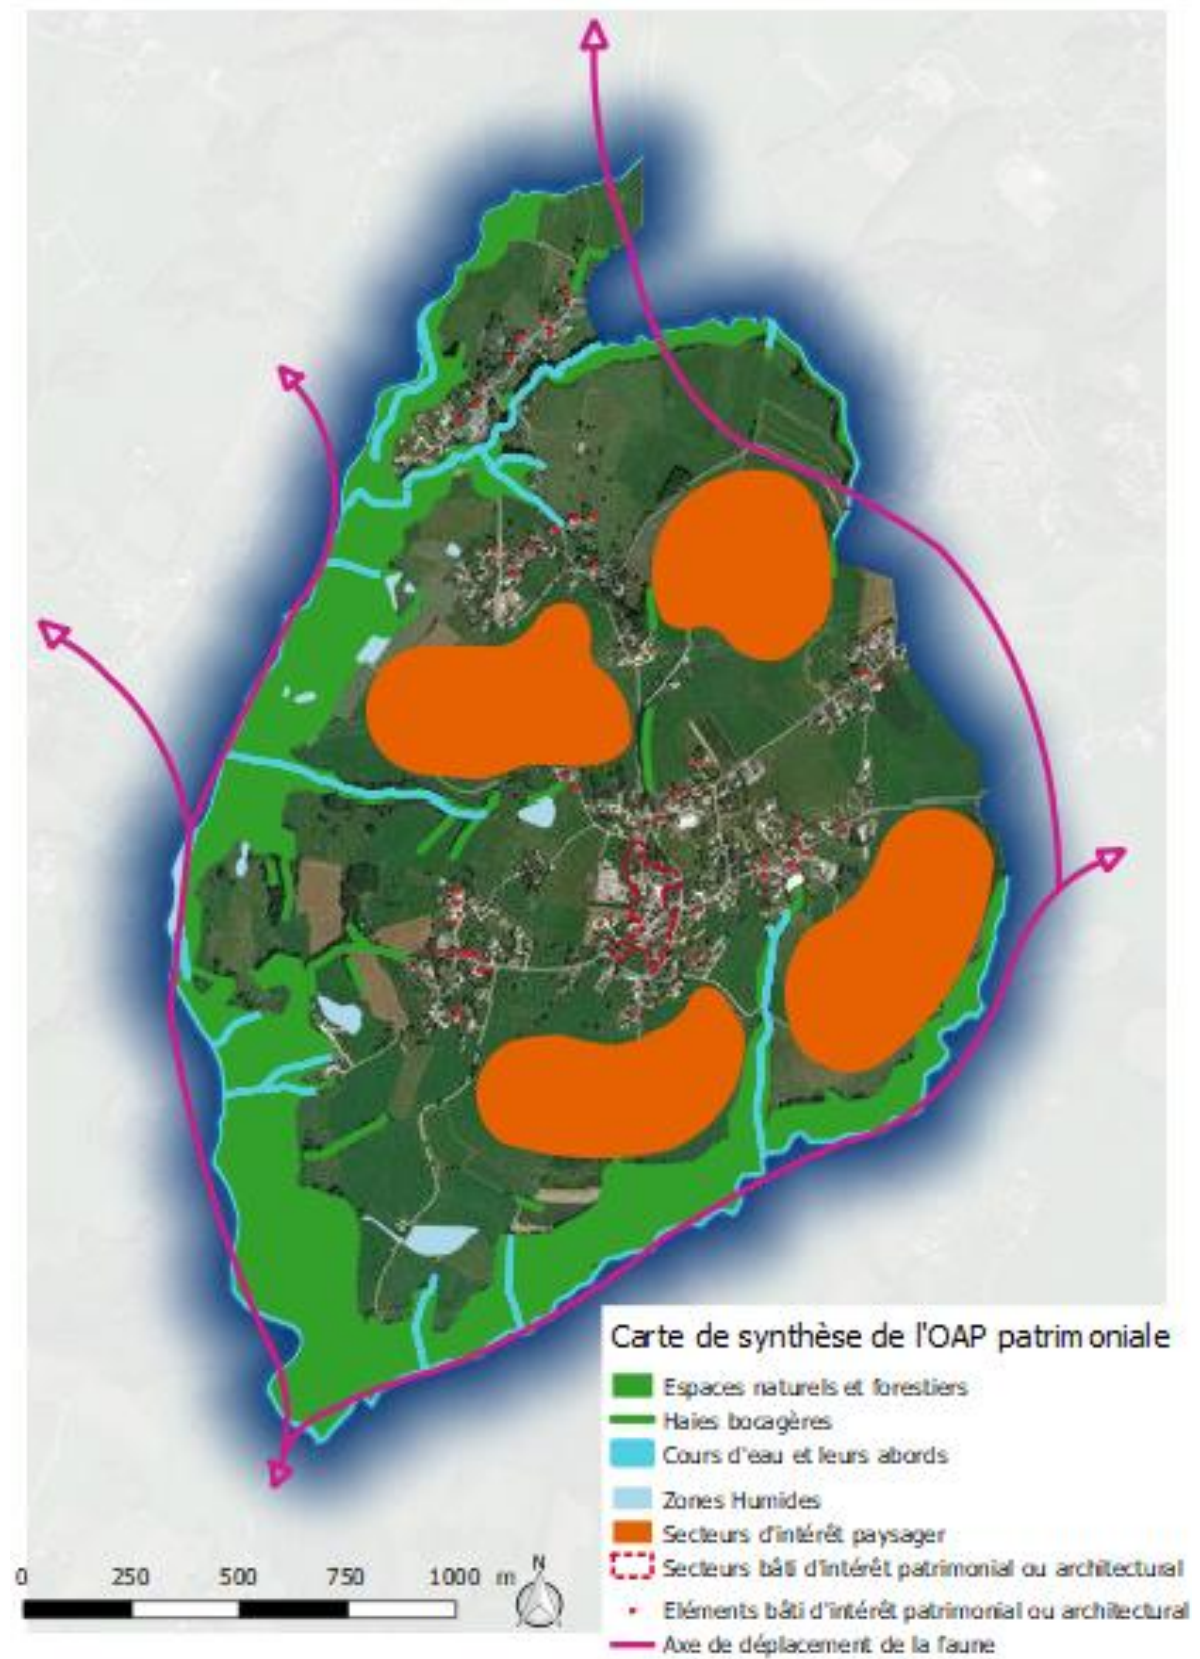 Carte de synthèse de l'OAP patrimoniale
Espaces naturels et forestiers
Haies bocagères
Cours d'eau et leurs abords
Zones Humides
Secteurs d'intérêt paysager
Secteurs bâti d'intérêt patrimonial ou architectural
Eléments bâti d'intérêt patrimonial ou architectural
Axe de déplacement de la faune
0 250 500 750 1000 m
N